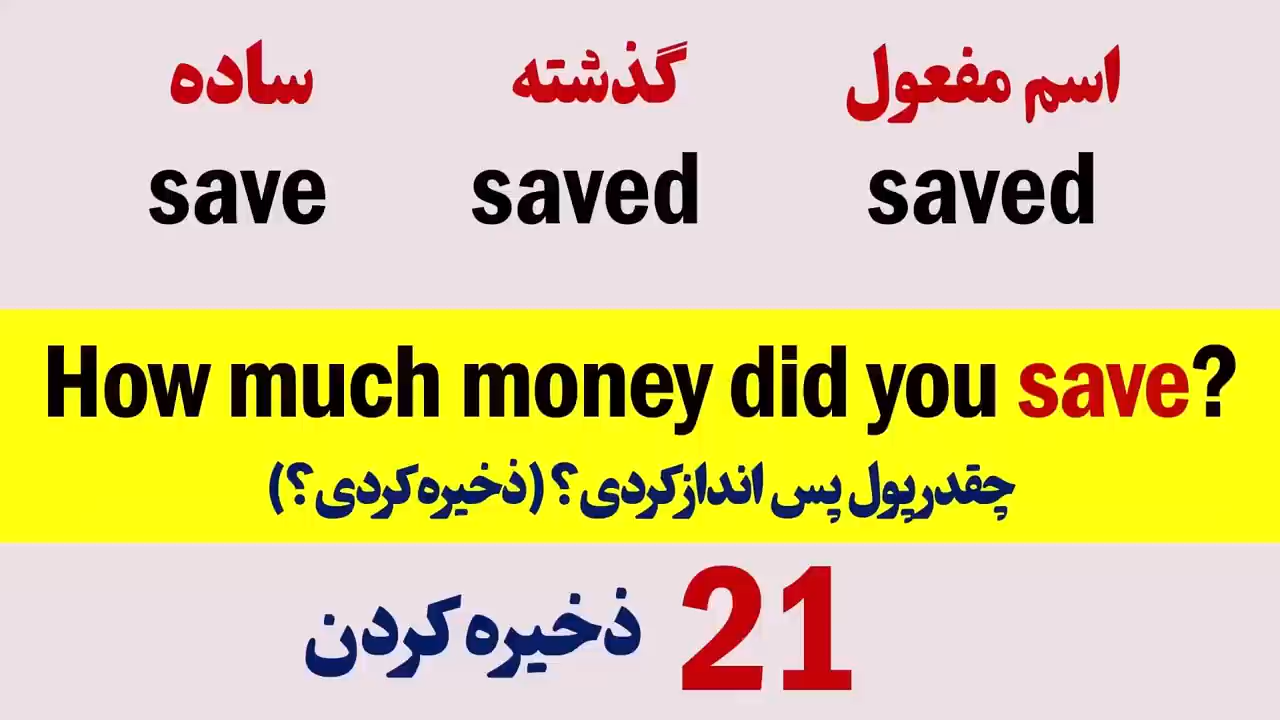 ساده گذشته اسم مفعول
save saved saved
How much money did you save?
چقدر پول پس انداز کردی؟ (ذخیره کردی؟)
21 ذخیره کردن